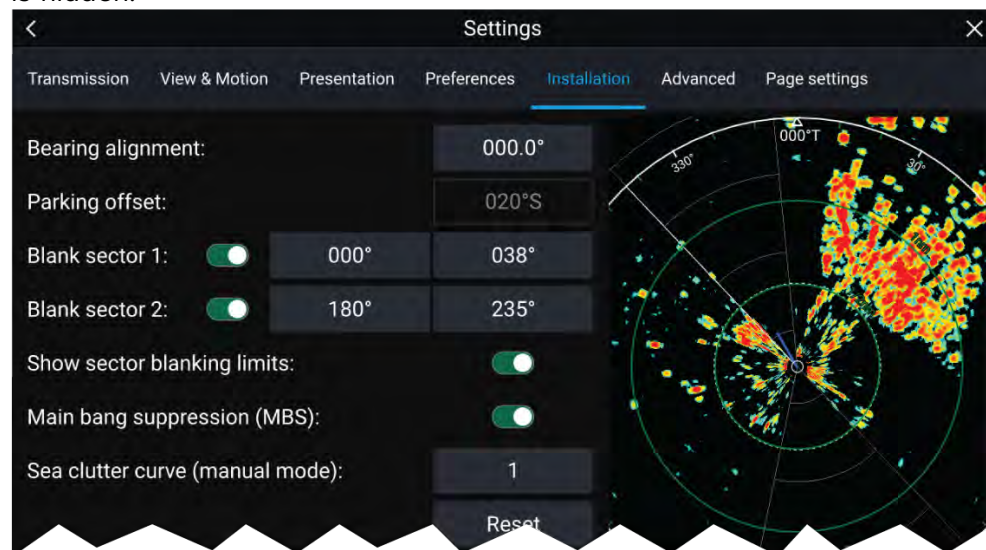 is hidden.
Settings
Transmission View & Motion Presentation Preferences Installation Advanced Page settings
Bearing alignment: 000.0°
Parking offset: 020°S
Blank sector 1: 000° 038°
Blank sector 2: 180° 235°
Show sector blanking limits:
Main bang suppression (MBS):
Sea clutter curve (manual mode): 1
Reset
000°T
330°
30°